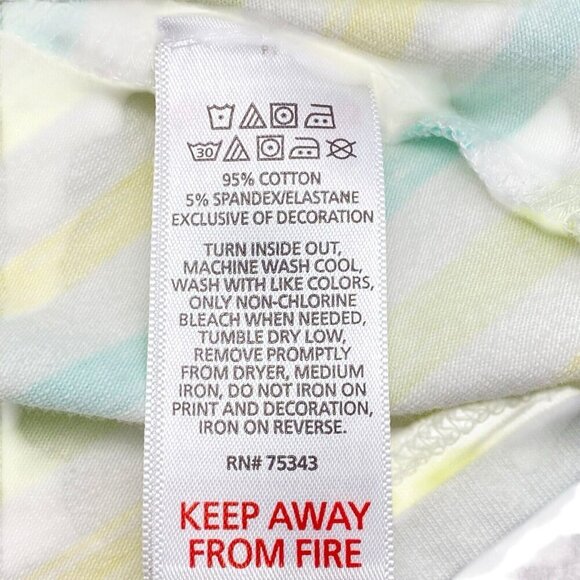 30
95% COTTON
5% SPANDEX/ELASTANE
EXCLUSIVE OF DECORATION
TURN INSIDE OUT,
MACHINE WASH COOL,
WASH WITH LIKE COLORS,
ONLY NON-CHLORINE
BLEACH WHEN NEEDED,
TUMBLE DRY LOW,
REMOVE PROMPTLY
FROM DRYER, MEDIUM
IRON, DO NOT IRON ON
PRINT AND DECORATION,
IRON ON REVERSE.
RN# 75343
KEEP AWAY
FROM FIRE